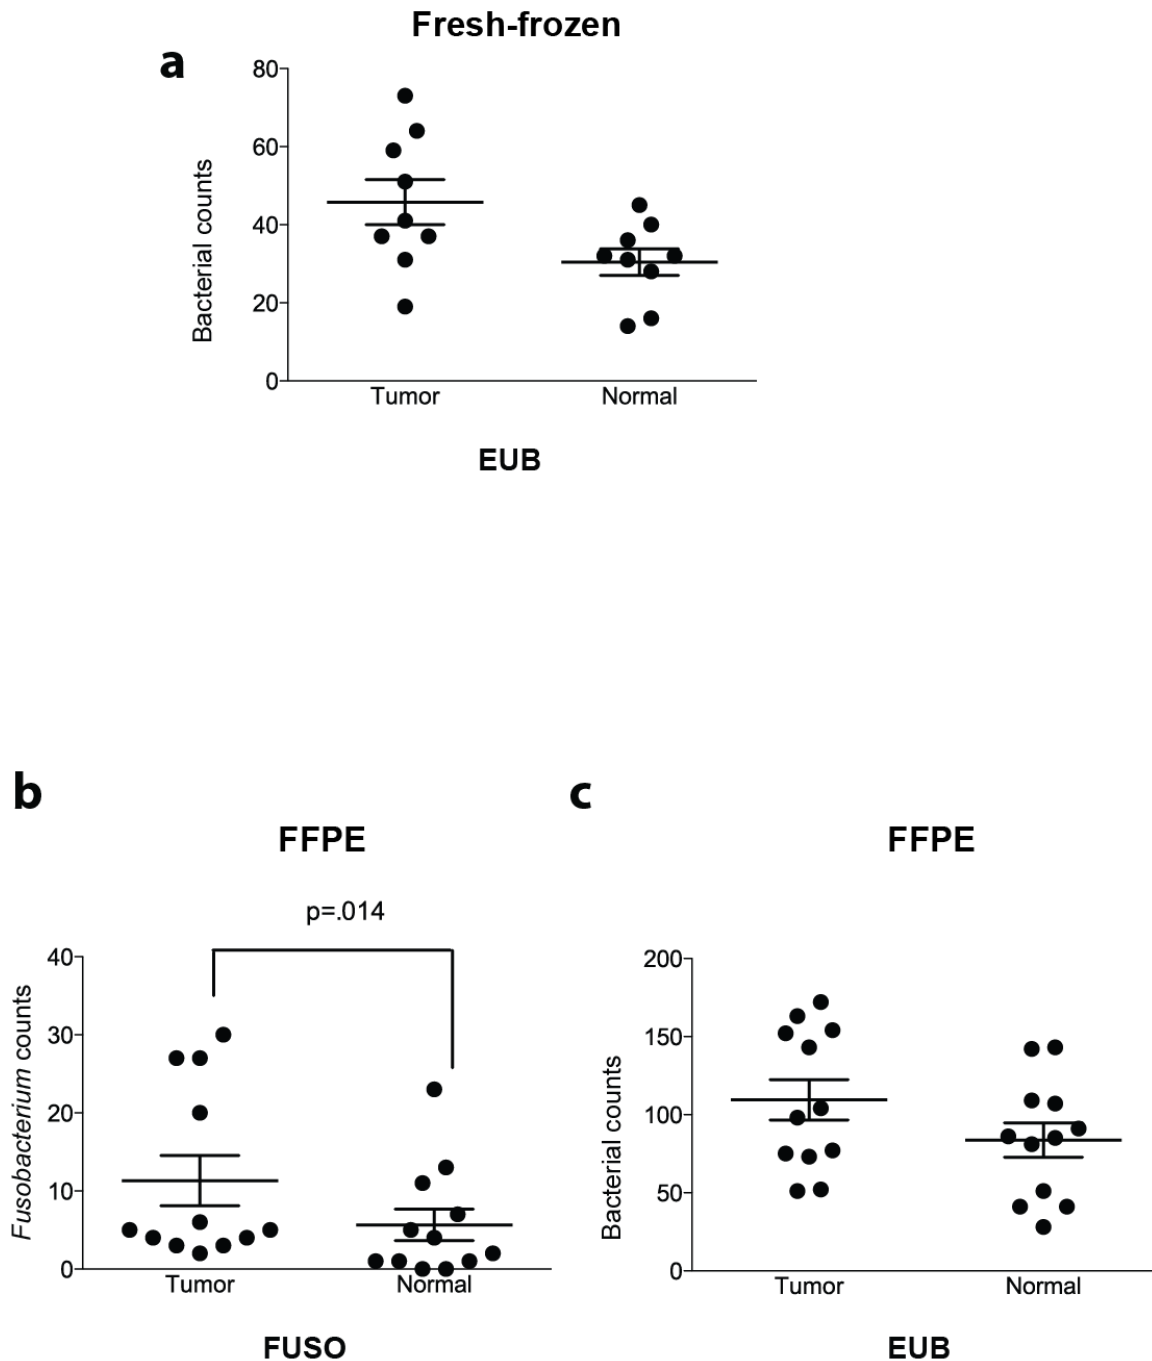 Fresh-frozen
a
80
60
40
20
0
Bacterial counts
Tumor Normal
EUB
b
FFPE
p=.014
40
30
20
10
0
Fusobacterium counts
Tumor Normal
FUSO
c
FFPE
200
150
100
50
0
Bacterial counts
Tumor Normal
EUB